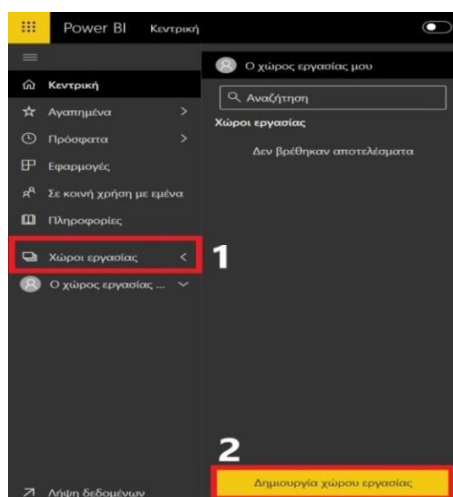 Power BI Κεντρική
Κεντρική
Αγαπημένα
Πρόσφατα
Εφαρμογές
Σε κοινή χρήση με εμένα
Πληροφορίες
Χώροι εργασίας
1
Ο χώρος εργασίας ...
Λήψη δεδομένων
Ο χώρος εργασίας μου
Αναζήτηση
Χώροι εργασίας
Δεν βρέθηκαν αποτελέσματα
2
Δημιουργία χώρου εργασίας